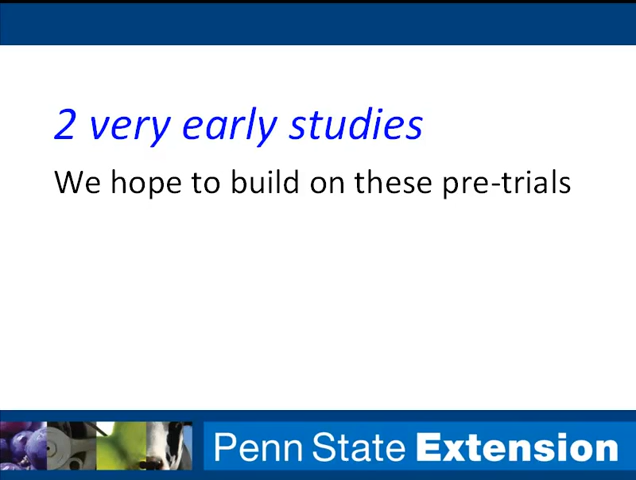 2 very early studies
We hope to build on these pre-trials
Penn State Extension